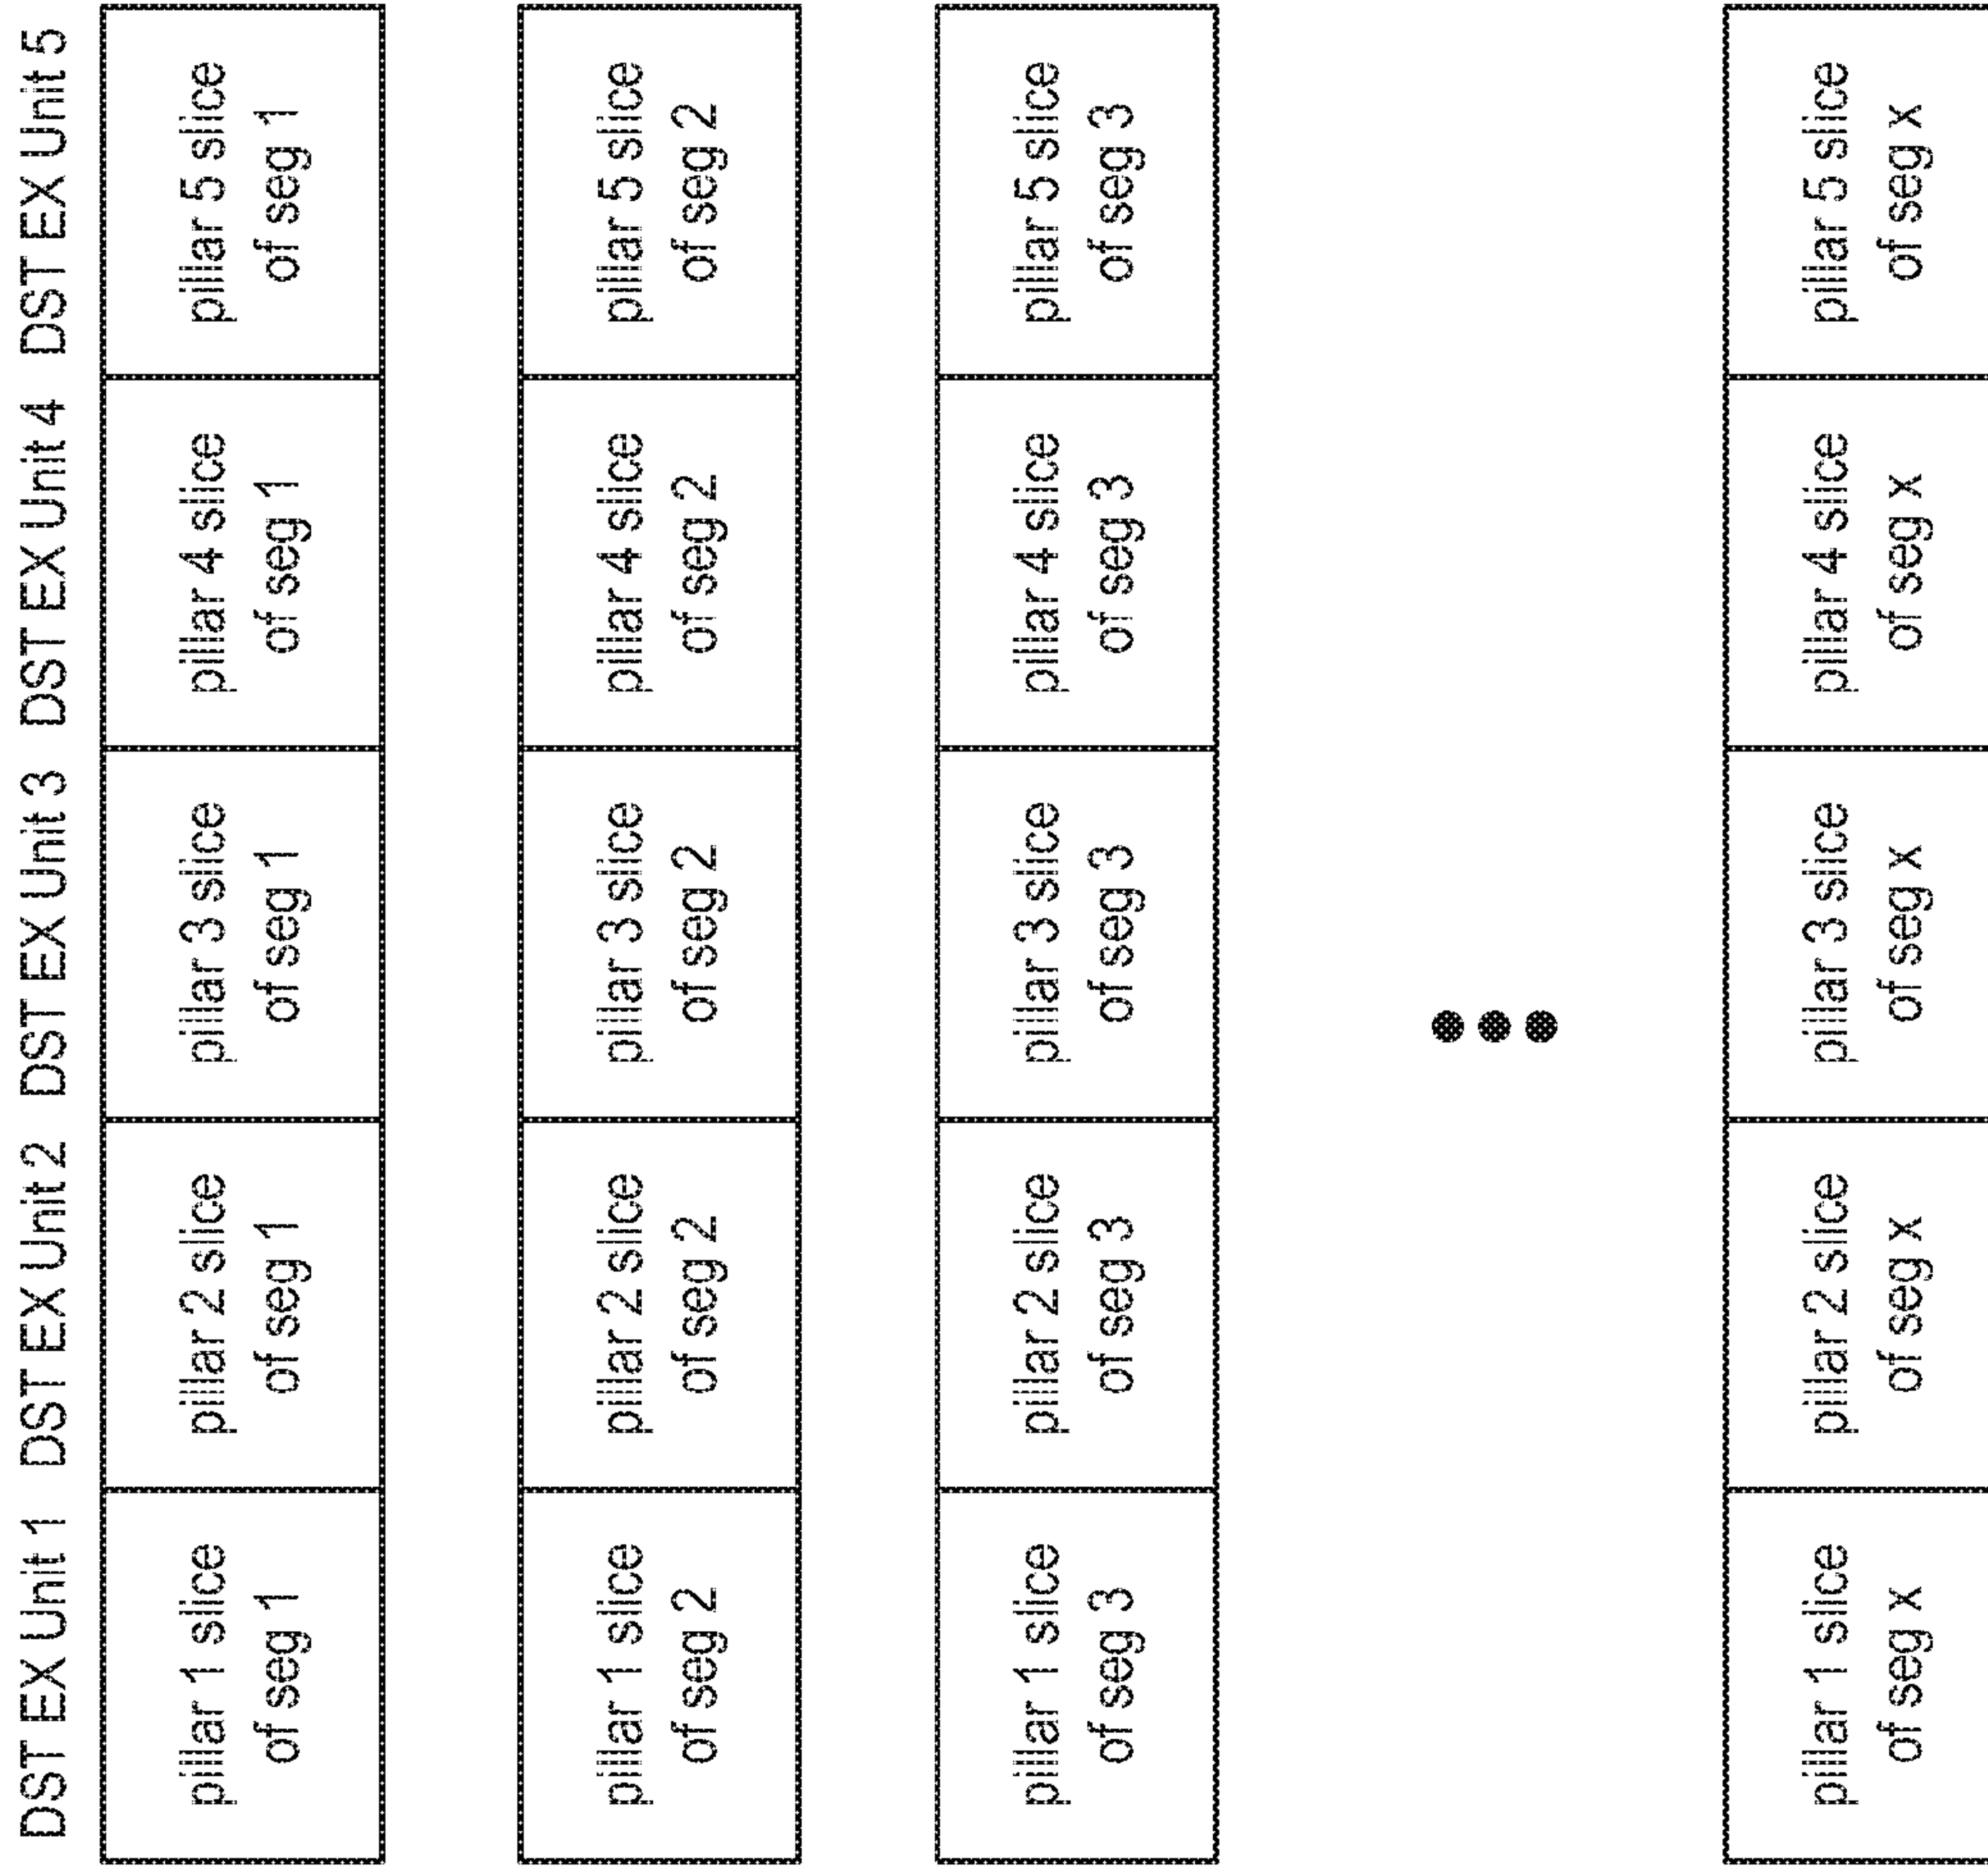 DST EX Unit 1 DST EX Unit 2 DST EX Unit 3 DST EX Unit 4 DST EX Unit 5
pillar 1 slice
of seg 1
pillar 2 slice
of seg 1
pillar 3 slice
of seg 1
pillar 4 slice
of seg 1
pillar 5 slice
of seg 1
pillar 1 slice
of seg 2
pillar 2 slice
of seg 2
pillar 3 slice
of seg 2
pillar 4 slice
of seg 2
pillar 5 slice
of seg 2
pillar 1 slice
of seg 3
pillar 2 slice
of seg 3
pillar 3 slice
of seg 3
pillar 4 slice
of seg 3
pillar 5 slice
of seg 3
pillar 1 slice
of seg x
pillar 2 slice
of seg x
pillar 3 slice
of seg x
pillar 4 slice
of seg x
pillar 5 slice
of seg x